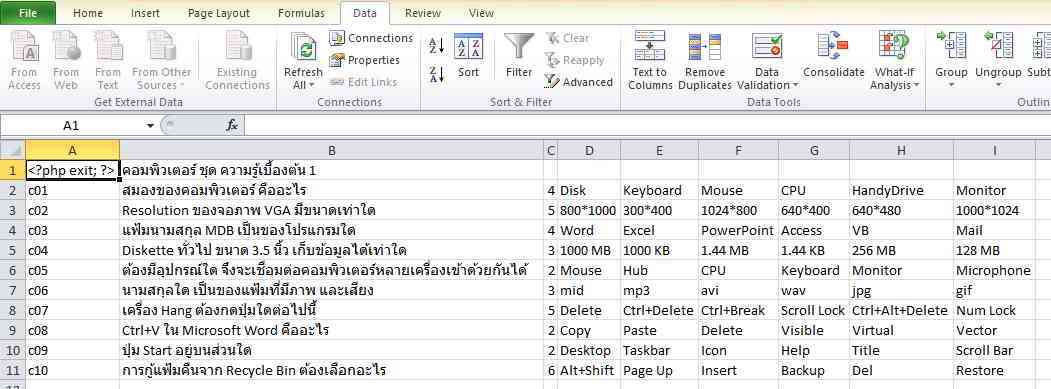 File Home Insert Page Layout Formulas Data Review View
From Access From Web From Text From Other Sources Existing Connections Refresh All Connections Properties Edit Links Sort Filter Clear Reapply Advanced Text to Columns Remove Duplicates Data Validation Consolidate What-If Analysis Group Ungroup Subt
Get External Data Connections Sort & Filter Data Tools Outlin
A1 fx
A B C D E F G H I
1 <?php exit; ?> คอมพิวเตอร์ ชุด ความรู้เบื้องต้น 1
2 c01 สมองของคอมพิวเตอร์ คืออะไร 4 Disk Keyboard Mouse CPU HandyDrive Monitor
3 c02 Resolution ของจอภาพ VGA มีขนาดเท่าใด 5 800*1000 300*400 1024*800 640*400 640*480 1000*1024
4 c03 แฟ้มนามสกุล MDB เป็นของโปรแกรมใด 4 Word Excel PowerPoint Access VB Mail
5 c04 Diskette ทั่วไป ขนาด 3.5 นิ้ว เก็บข้อมูลได้เท่าใด 3 1000 MB 1000 KB 1.44 MB 1.44 KB 256 MB 128 MB
6 c05 ต้องมีอุปกรณ์ใด จึงจะเชื่อมต่อคอมพิวเตอร์หลายเครื่องเข้าด้วยกันได้ 2 Mouse Hub CPU Keyboard Monitor Microphone
7 c06 นามสกุลใด เป็นของแฟ้มที่มีภาพ และเสียง 3 mid mp3 avi wav jpg gif
8 c07 เครื่อง Hang ต้องกดปุ่มใดต่อไปนี้ 5 Delete Ctrl+Delete Ctrl+Break Scroll Lock Ctrl+Alt+Delete Num Lock
9 c08 Ctrl+V ใน Microsoft Word คืออะไร 2 Copy Paste Delete Visible Virtual Vector
10 c09 ปุ่ม Start อยู่บนส่วนใด 2 Desktop Taskbar Icon Help Title Scroll Bar
11 c10 การกู้แฟ้มคืนจาก Recycle Bin ต้องเลือกอะไร 6 Alt+Shift Page Up Insert Backup Del Restore